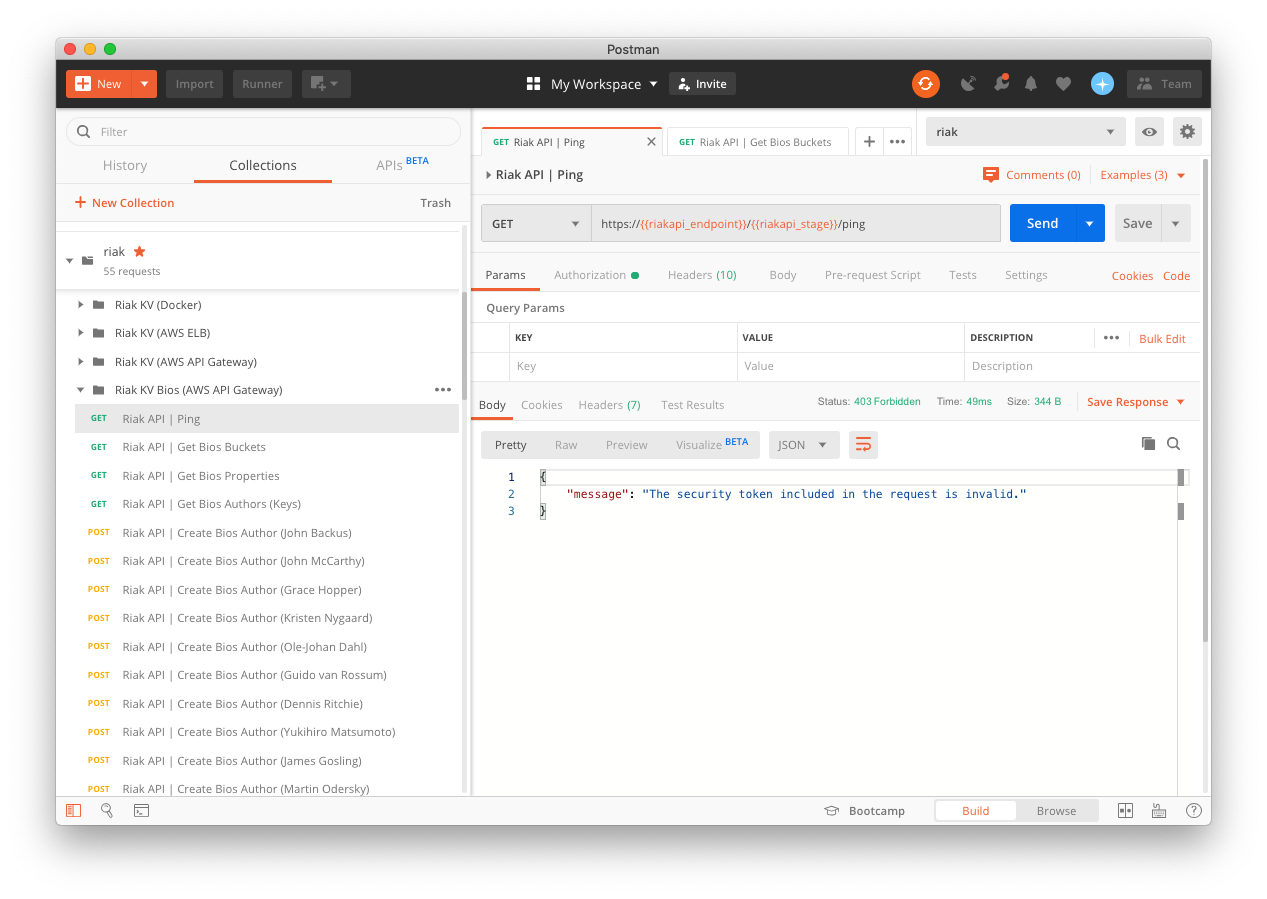 Postman
New Import Runner My Workspace Invite Team
Filter
History Collections APIs BETA
New Collection Trash
riak
55 requests
Riak KV (Docker)
Riak KV (AWS ELB)
Riak KV (AWS API Gateway)
Riak KV Bios (AWS API Gateway)
GET Riak API | Ping
GET Riak API | Get Bios Buckets
GET Riak API | Get Bios Properties
GET Riak API | Get Bios Authors (Keys)
POST Riak API | Create Bios Author (John Backus)
POST Riak API | Create Bios Author (John McCarthy)
POST Riak API | Create Bios Author (Grace Hopper)
POST Riak API | Create Bios Author (Kristen Nygaard)
POST Riak API | Create Bios Author (Ole-Johan Dahl)
POST Riak API | Create Bios Author (Guido van Rossum)
POST Riak API | Create Bios Author (Dennis Ritchie)
POST Riak API | Create Bios Author (Yukihiro Matsumoto)
POST Riak API | Create Bios Author (James Gosling)
POST Riak API | Create Bios Author (Martin Odersky)
GET Riak API | Ping GET Riak API | Get Bios Buckets riak
Riak API | Ping Comments (0) Examples (3)
GET https://{{riakapi_endpoint}}/{{riakapi_stage}}/ping Send Save
Params Authorization Headers (10) Body Pre-request Script Tests Settings Cookies Code
Query Params
KEY VALUE DESCRIPTION Bulk Edit
Key Value Description
Body Cookies Headers (7) Test Results Status: 403 Forbidden Time: 49ms Size: 344 B Save Response
Pretty Raw Preview Visualize BETA JSON
1 {
2 "message": "The security token included in the request is invalid."
3 }
Bootcamp Build Browse